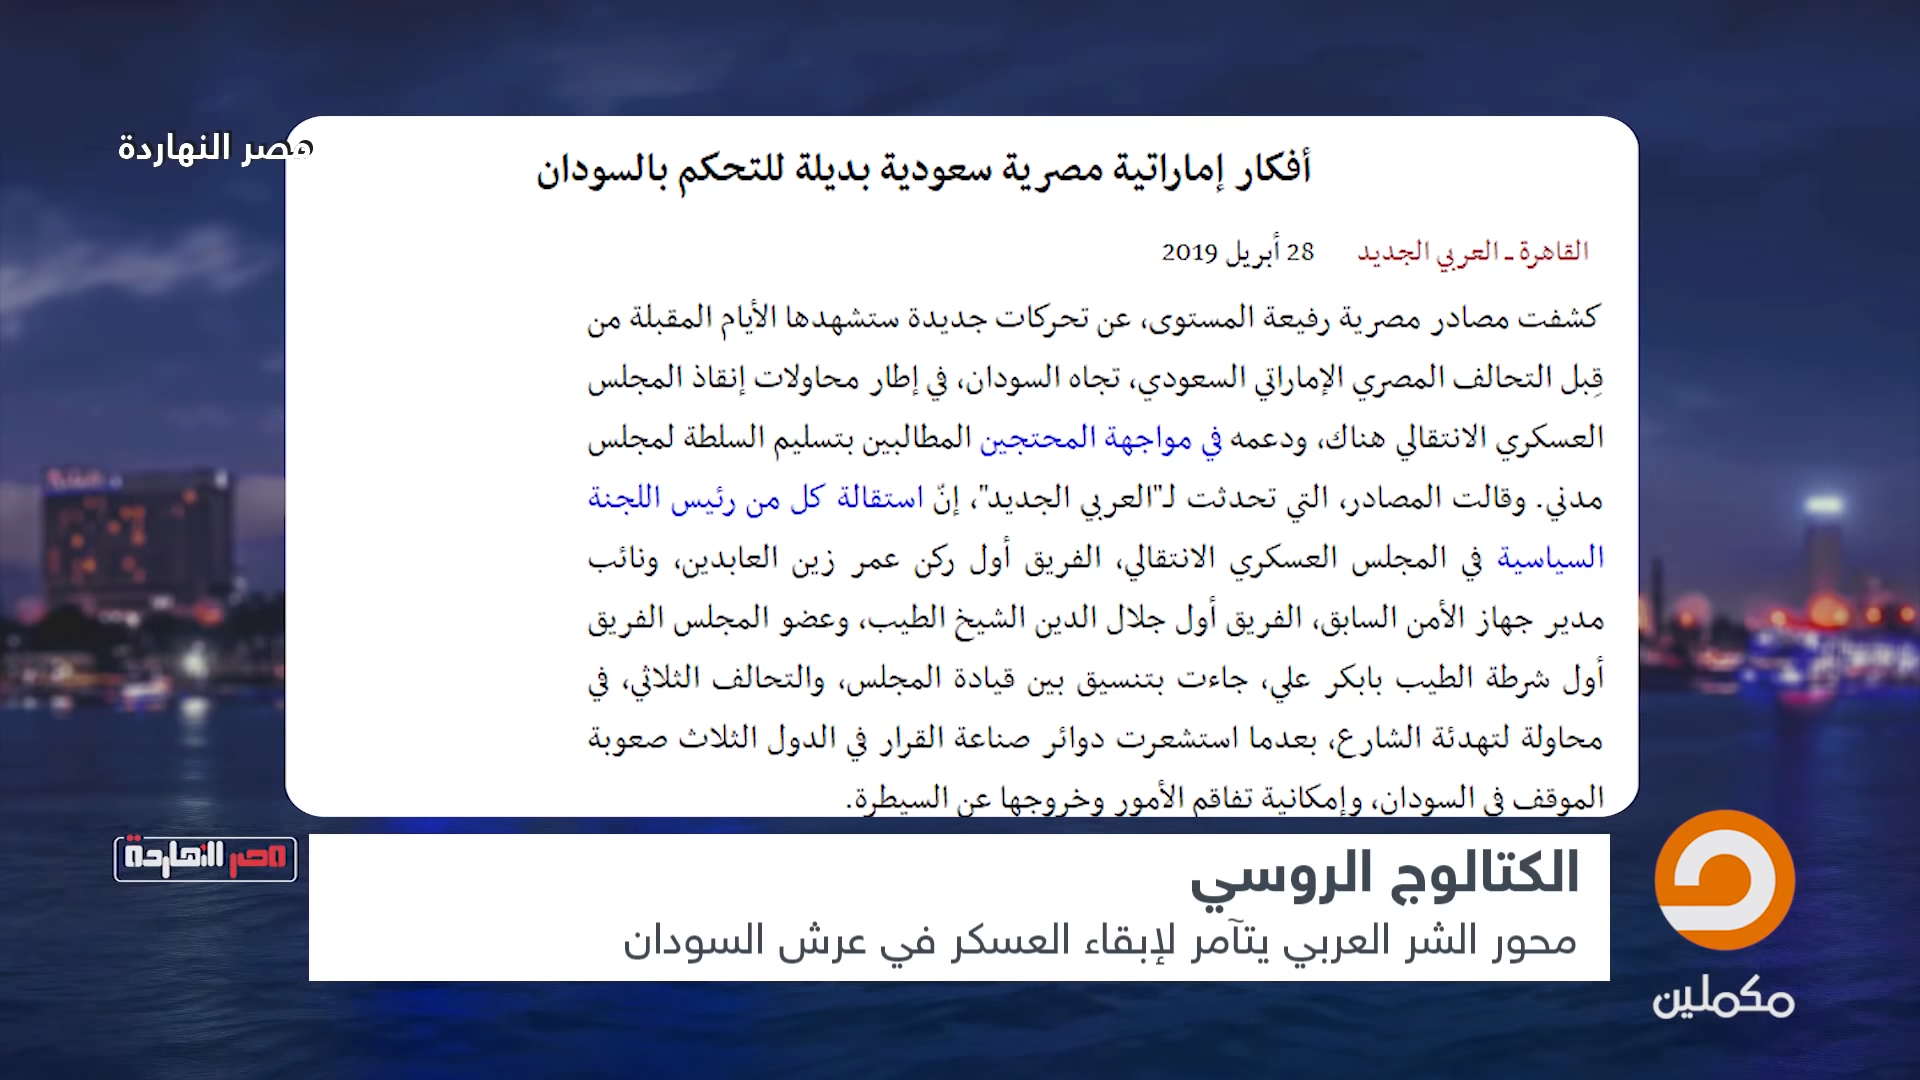 مصر النهاردة
أفكار إماراتية مصرية سعودية بديلة للتحكم بالسودان
القاهرة ـ العربي الجديد 28 أبريل 2019
كشفت مصادر مصرية رفيعة المستوى، عن تحركات جديدة ستشهدها الأيام المقبلة من
قِبل التحالف المصري الإماراتي السعودي، تجاه السودان، في إطار محاولات إنقاذ المجلس
العسكري الانتقالي هناك، ودعمه في مواجهة المحتجين المطالبين بتسليم السلطة لمجلس
مدني. وقالت المصادر، التي تحدثت لـ"العربي الجديد"، إنّ استقالة كل من رئيس اللجنة
السياسية في المجلس العسكري الانتقالي، الفريق أول ركن عمر زين العابدين، ونائب
مدير جهاز الأمن السابق، الفريق أول جلال الدين الشيخ الطيب، وعضو المجلس الفريق
أول شرطة الطيب بابكر علي، جاءت بتنسيق بين قيادة المجلس، والتحالف الثلاثي، في
محاولة لتهدئة الشارع، بعدما استشعرت دوائر صناعة القرار في الدول الثلاث صعوبة
الموقف في السودان، وإمكانية تفاقم الأمور وخروجها عن السيطرة.
مصر النهاردة
الكتالوج الروسي
محور الشر العربي يتآمر لإبقاء العسكر في عرش السودان
مكملين